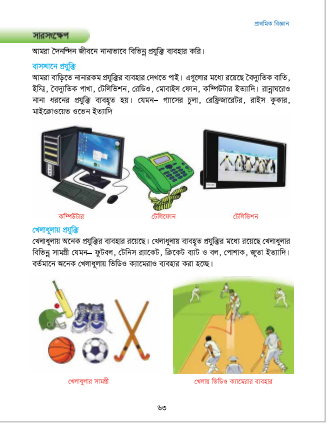 প্রাথমিক বিজ্ঞান
সারসংক্ষেপ
আমরা দৈনন্দিন জীবনে নানাভাবে বিভিন্ন প্রযুক্তি ব্যবহার করি।
বাসস্থানে প্রযুক্তি
আমরা বাড়িতে নানারকম প্রযুক্তির ব্যবহার দেখতে পাই। এগুলোর মধ্যে রয়েছে বৈদ্যুতিক বাতি,
ইস্ত্রি, বৈদ্যুতিক পাখা, টেলিভিশন, রেডিও, মোবাইল ফোন, কম্পিউটার ইত্যাদি। রান্নাঘরেও
নানা ধরনের প্রযুক্তি ব্যবহৃত হয়। যেমন— গ্যাসের চুলা, রেফ্রিজারেটর, রাইস কুকার,
মাইক্রোওয়েভ ওভেন ইত্যাদি
কম্পিউটার টেলিফোন টেলিভিশন
খেলাধুলায় প্রযুক্তি
খেলাধুলায় অনেক প্রযুক্তির ব্যবহার রয়েছে। খেলাধুলায় ব্যবহৃত প্রযুক্তির মধ্যে রয়েছে খেলাধুলার
বিভিন্ন সামগ্রী যেমন— ফুটবল, টেনিস র‍্যাকেট, ক্রিকেট ব্যাট ও বল, পোশাক, জুতা ইত্যাদি।
বর্তমানে অনেক খেলাধুলায় ভিডিও ক্যামেরাও ব্যবহার করা হচ্ছে।
খেলাধুলার সামগ্রী খেলায় ভিডিও ক্যামেরার ব্যবহার
৬৩